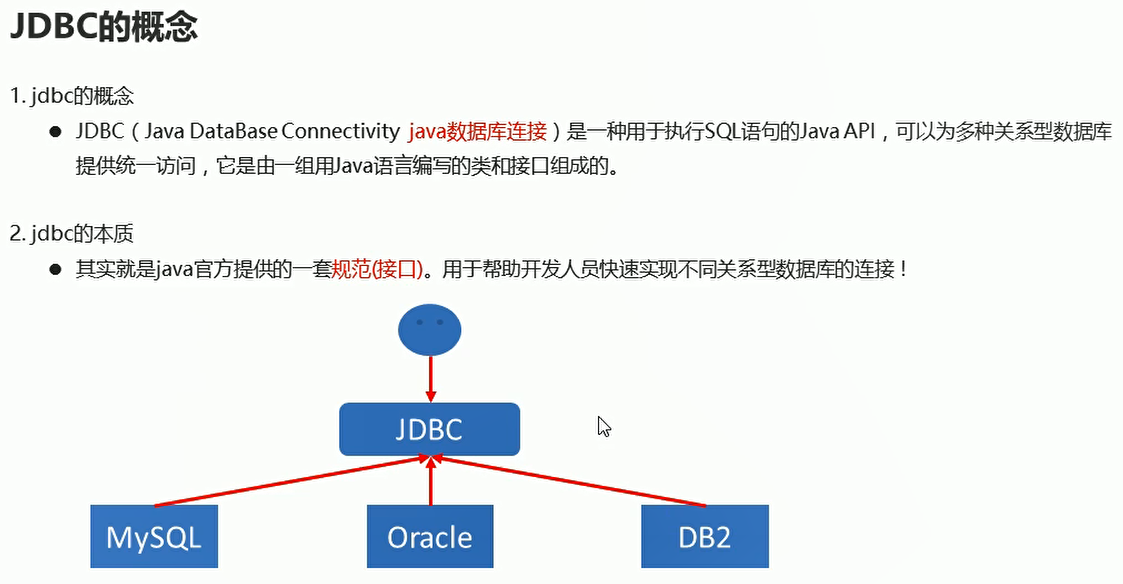 JDBC的概念
1. jdbc的概念
● JDBC（Java DataBase Connectivity java数据库连接）是一种用于执行SQL语句的Java API，可以为多种关系型数据库
提供统一访问，它是由一组用Java语言编写的类和接口组成的。
2. jdbc的本质
● 其实就是java官方提供的一套规范(接口)。用于帮助开发人员快速实现不同关系型数据库的连接！
JDBC
MySQL
Oracle
DB2